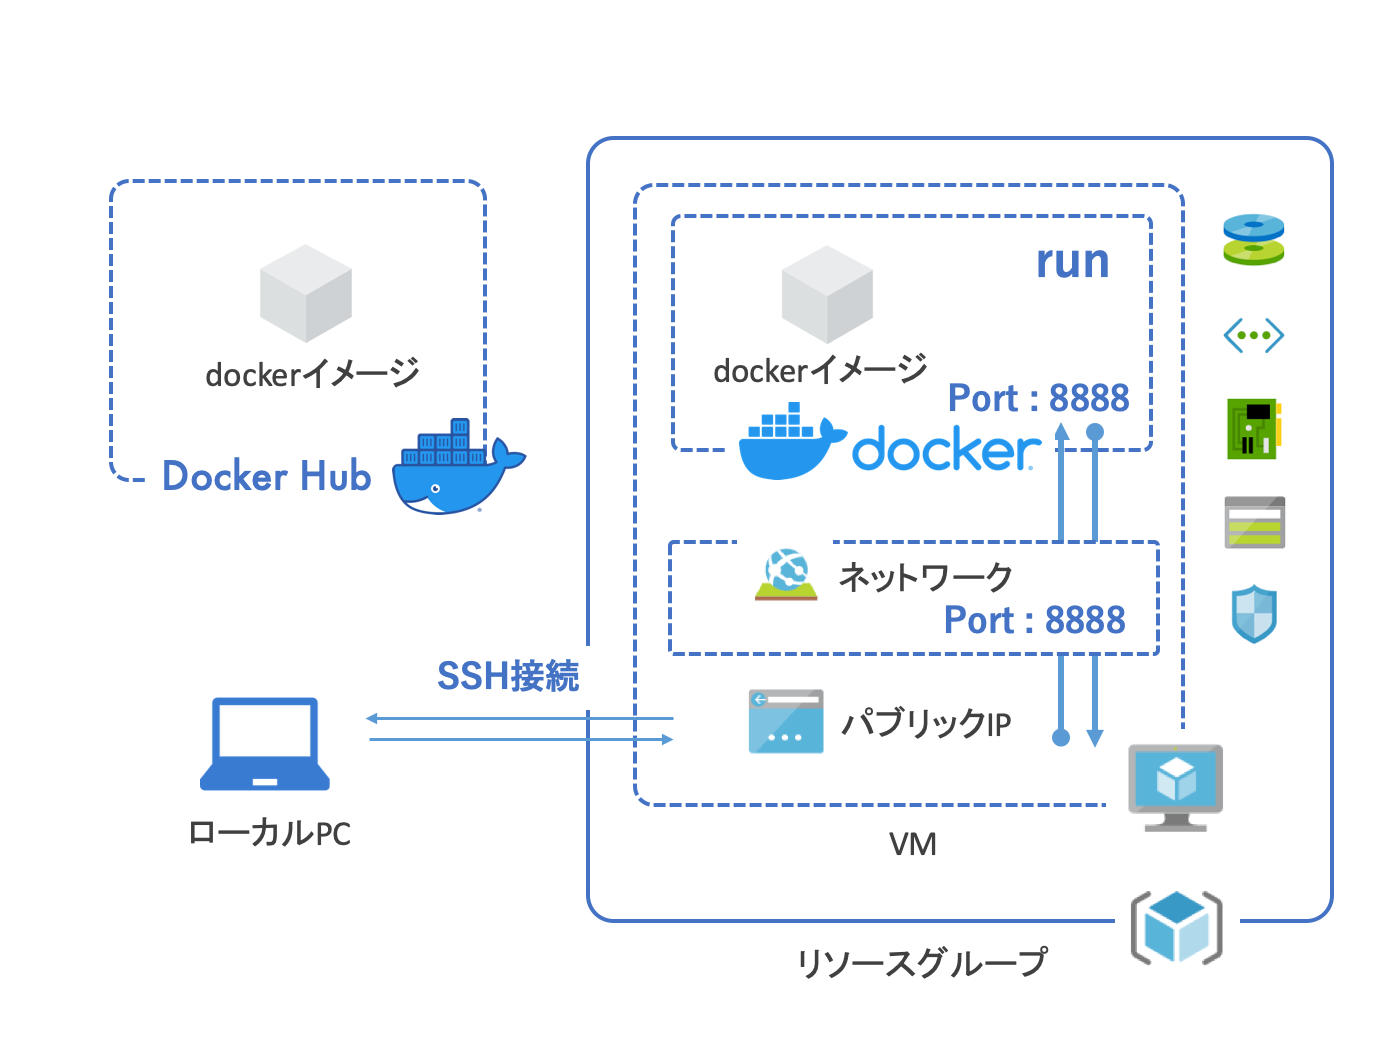 dockerイメージ
Docker Hub
run
dockerイメージ
Port : 8888
docker
ネットワーク
Port : 8888
SSH接続
パブリックIP
ローカルPC
VM
リソースグループ